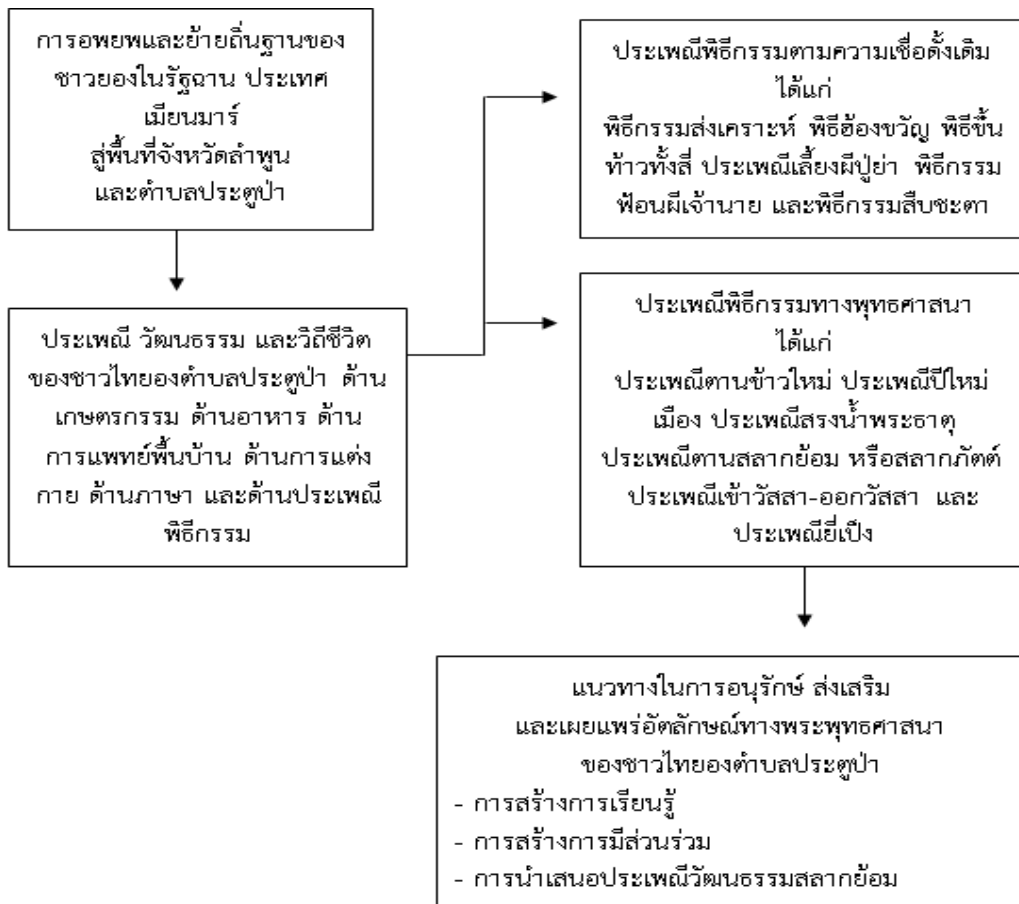 การอพยพและย้ายถิ่นฐานของ
ชาวยองในรัฐฉาน ประเทศ
เมียนมาร์
สู่พื้นที่จังหวัดลำพูน
และตำบลประตูป่า
ประเพณี วัฒนธรรม และวิถีชีวิต
ของชาวไทยองตำบลประตูป่า ด้าน
เกษตรกรรม ด้านอาหาร ด้าน
การแพทย์พื้นบ้าน ด้านการแต่ง
กาย ด้านภาษา และด้านประเพณี
พิธีกรรม
ประเพณีพิธีกรรมตามความเชื่อดั้งเดิม
ได้แก่
พิธีกรรมส่งเคราะห์ พิธีฮ้องขวัญ พิธีขึ้น
ท้าวทั้งสี่ ประเพณีเลี้ยงผีปู่ย่า พิธีกรรม
ฟ้อนผีเจ้านาย และพิธีกรรมสืบชะตา
ประเพณีพิธีกรรมทางพุทธศาสนา
ได้แก่
ประเพณีตานข้าวใหม่ ประเพณีปีใหม่
เมือง ประเพณีสรงน้ำพระธาตุ
ประเพณีตานสลากย้อม หรือสลากภัตต์
ประเพณีเข้าวัสสา-ออกวัสสา และ
ประเพณียี่เป็ง
แนวทางในการอนุรักษ์ ส่งเสริม
และเผยแพร่อัตลักษณ์ทางพระพุทธศาสนา
ของชาวไทยองตำบลประตูป่า
- การสร้างการเรียนรู้
- การสร้างการมีส่วนร่วม
- การนำเสนอประเพณีวัฒนธรรมสลากย้อม